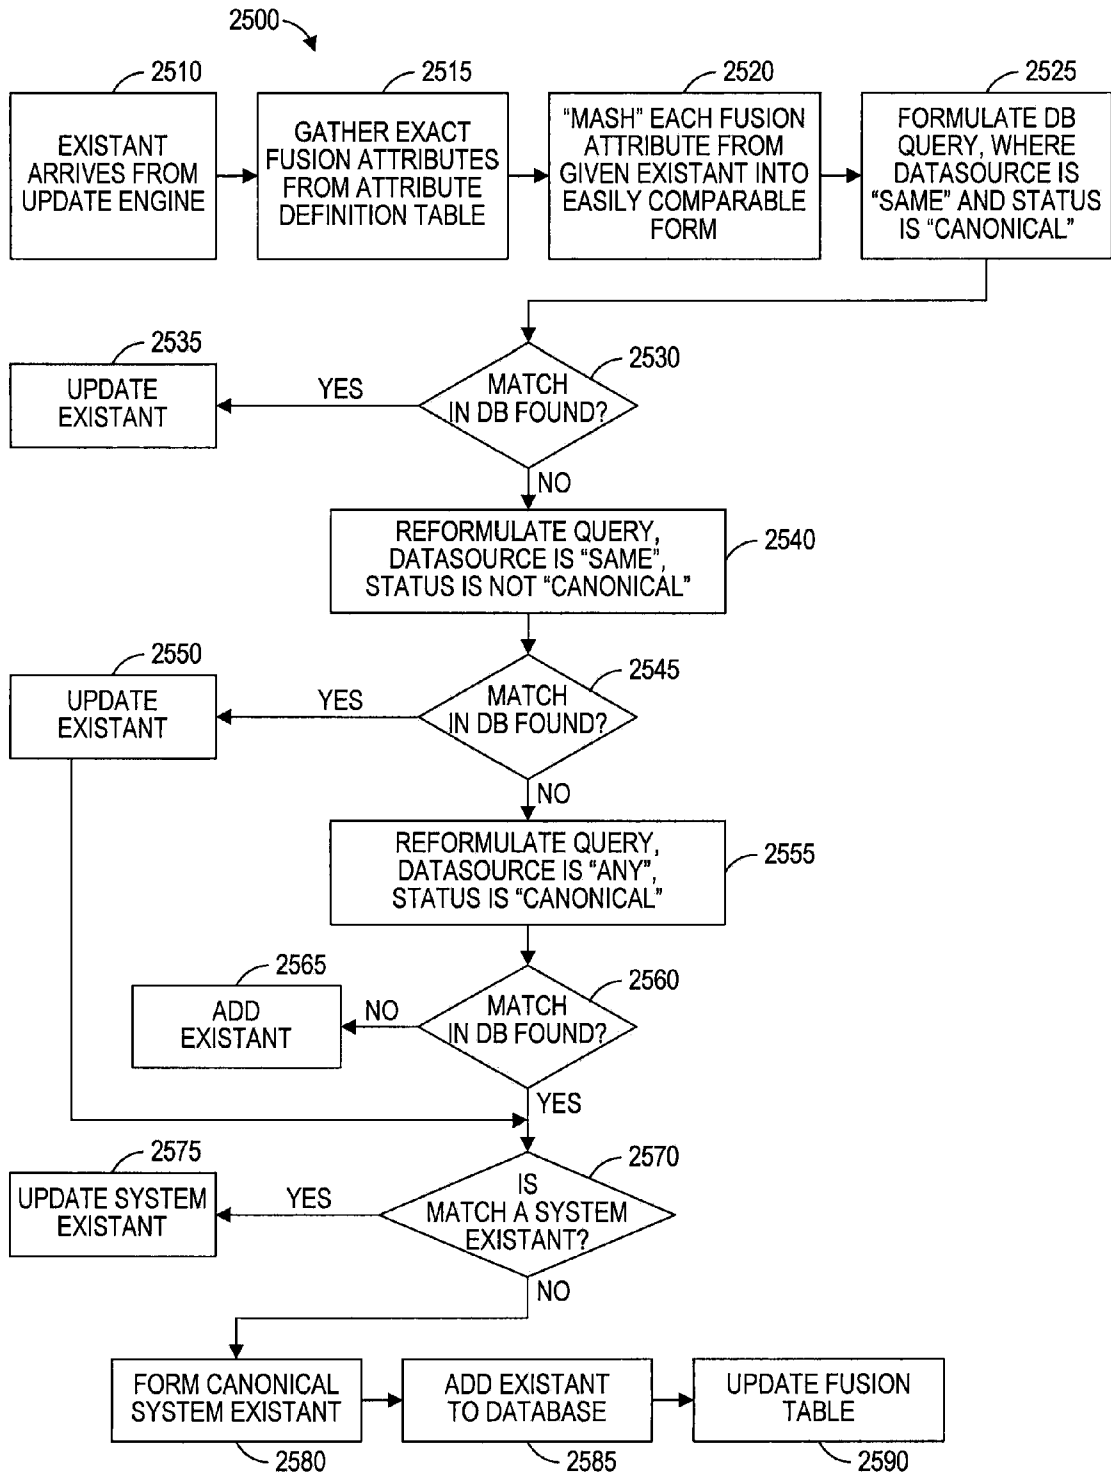 2500
2510
EXISTANT
ARRIVES FROM
UPDATE ENGINE
2515
GATHER EXACT
FUSION ATTRIBUTES
FROM ATTRIBUTE
DEFINITION TABLE
2520
"MASH" EACH FUSION
ATTRIBUTE FROM
GIVEN EXISTANT INTO
EASILY COMPARABLE
FORM
2525
FORMULATE DB
QUERY, WHERE
DATASOURCE IS
"SAME" AND STATUS
IS "CANONICAL"
2530
MATCH
IN DB FOUND?
YES
2535
UPDATE
EXISTANT
NO
REFORMULATE QUERY,
DATASOURCE IS "SAME",
STATUS IS NOT "CANONICAL"
2540
2545
MATCH
IN DB FOUND?
YES
2550
UPDATE
EXISTANT
NO
REFORMULATE QUERY,
DATASOURCE IS "ANY",
STATUS IS "CANONICAL"
2555
2560
MATCH
IN DB FOUND?
NO
2565
ADD
EXISTANT
YES
2570
IS
MATCH A SYSTEM
EXISTANT?
YES
2575
UPDATE SYSTEM
EXISTANT
NO
FORM CANONICAL
SYSTEM EXISTANT
2580
ADD EXISTANT
TO DATABASE
2585
UPDATE FUSION
TABLE
2590